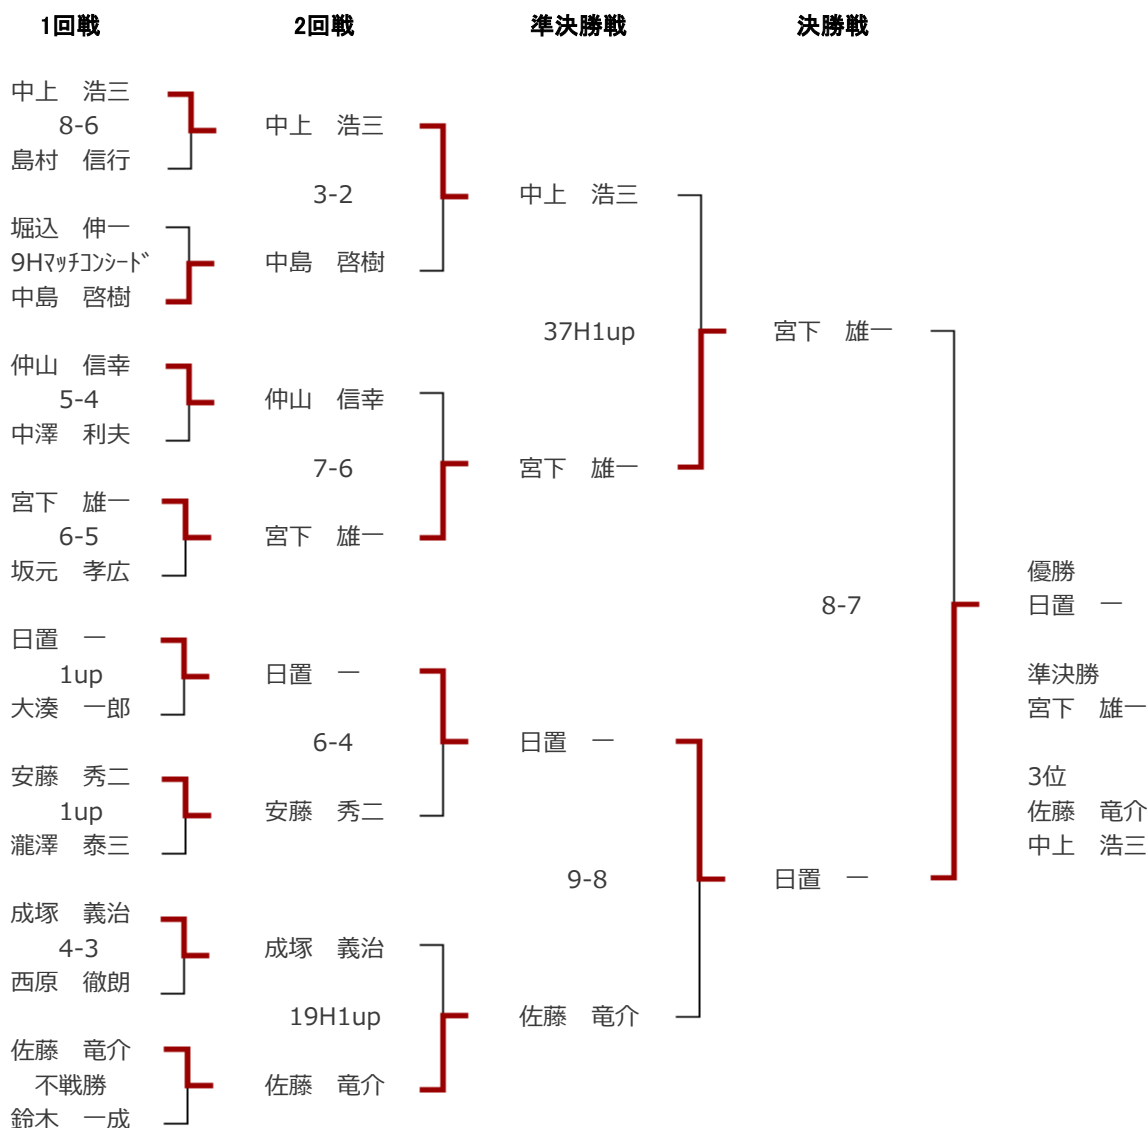 1回戦
2回戦
準決勝戦
決勝戦
中上　浩三
8-6
島村　信行
堀込　伸一
9Hﾏｯﾁｺﾝｼｰﾄﾞ
中島　啓樹
仲山　信幸
5-4
中澤　利夫
宮下　雄一
6-5
坂元　孝広
日置　一
1up
大湊　一郎
安藤　秀二
1up
瀧澤　泰三
成塚　義治
4-3
西原　徹朗
佐藤　竜介
不戦勝
鈴木　一成
中上　浩三
3-2
中島　啓樹
仲山　信幸
7-6
宮下　雄一
日置　一
6-4
安藤　秀二
成塚　義治
19H1up
佐藤　竜介
中上　浩三
37H1up
宮下　雄一
日置　一
9-8
佐藤　竜介
宮下　雄一
8-7
日置　一
優勝
日置　一
準決勝
宮下　雄一
3位
佐藤　竜介
中上　浩三